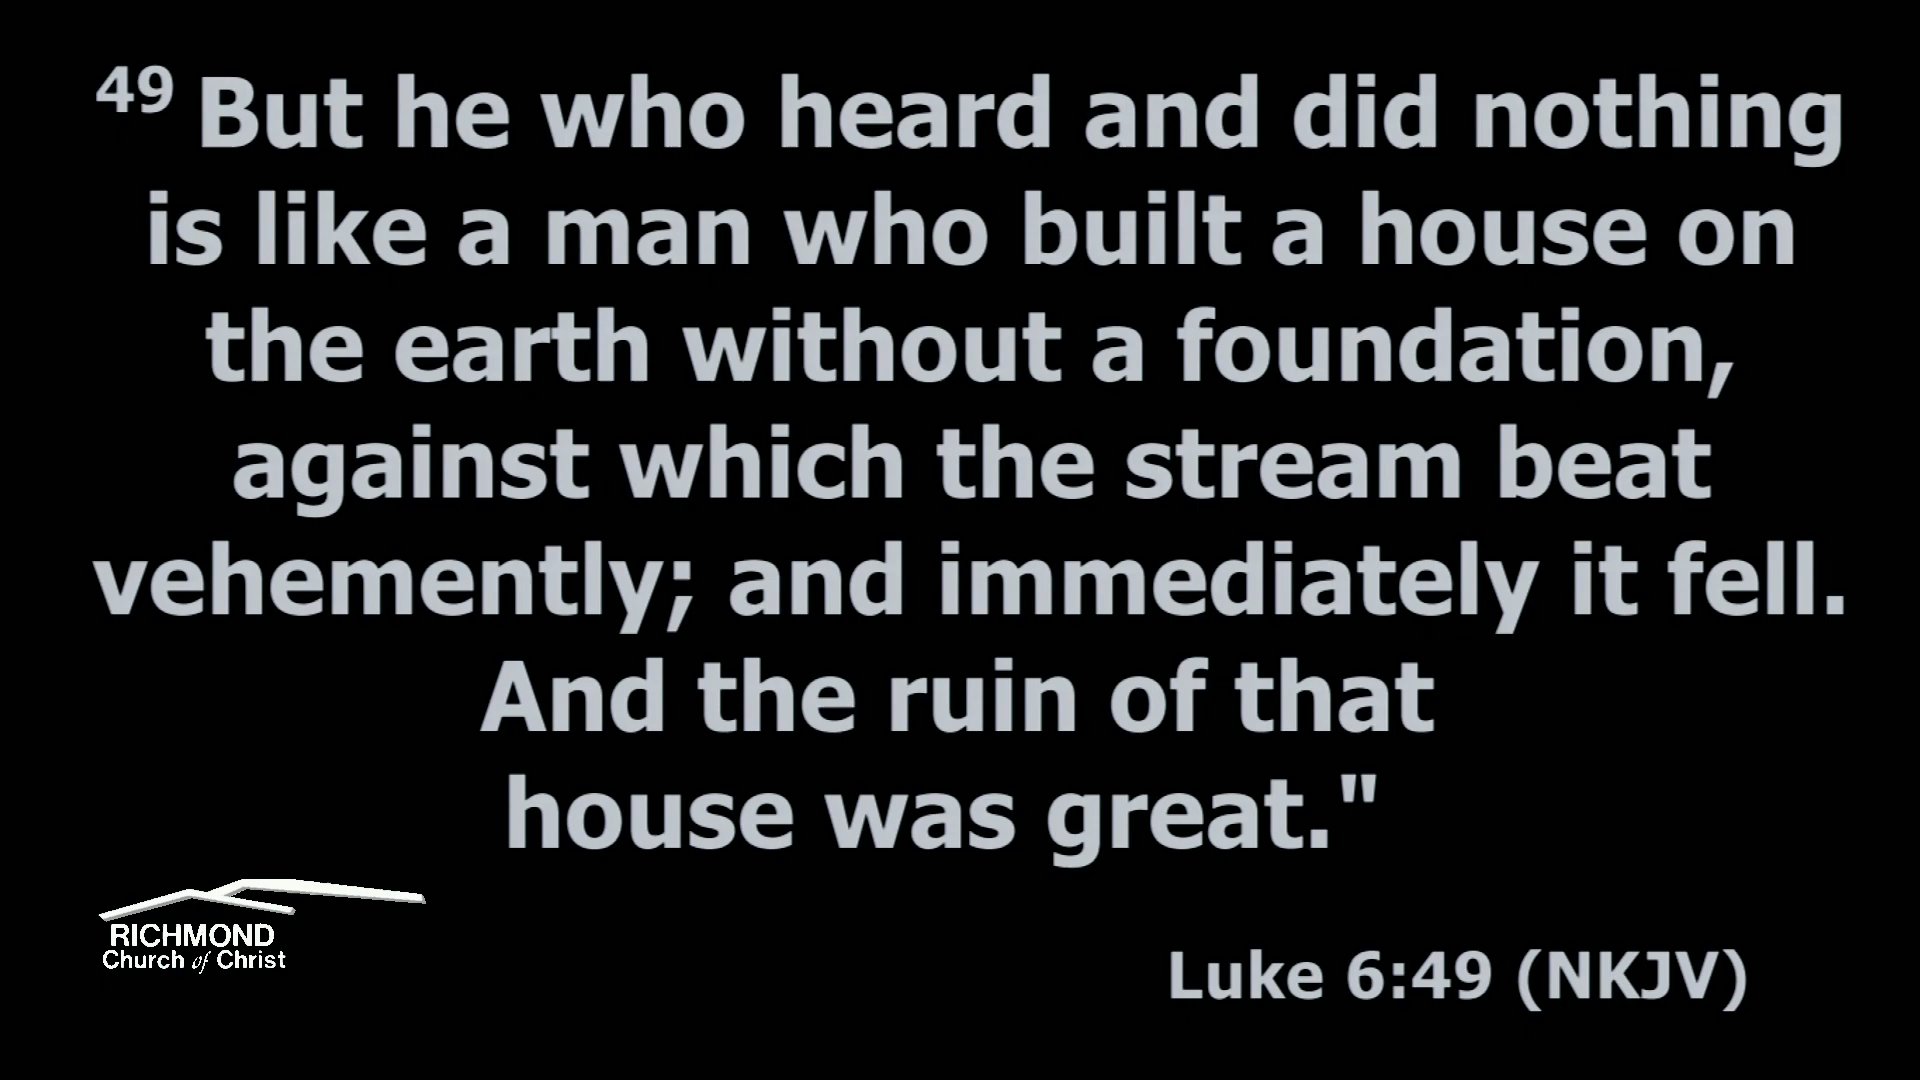 49 But he who heard and did nothing
is like a man who built a house on
the earth without a foundation,
against which the stream beat
vehemently; and immediately it fell.
And the ruin of that
house was great."
RICHMOND
Church of Christ
Luke 6:49 (NKJV)